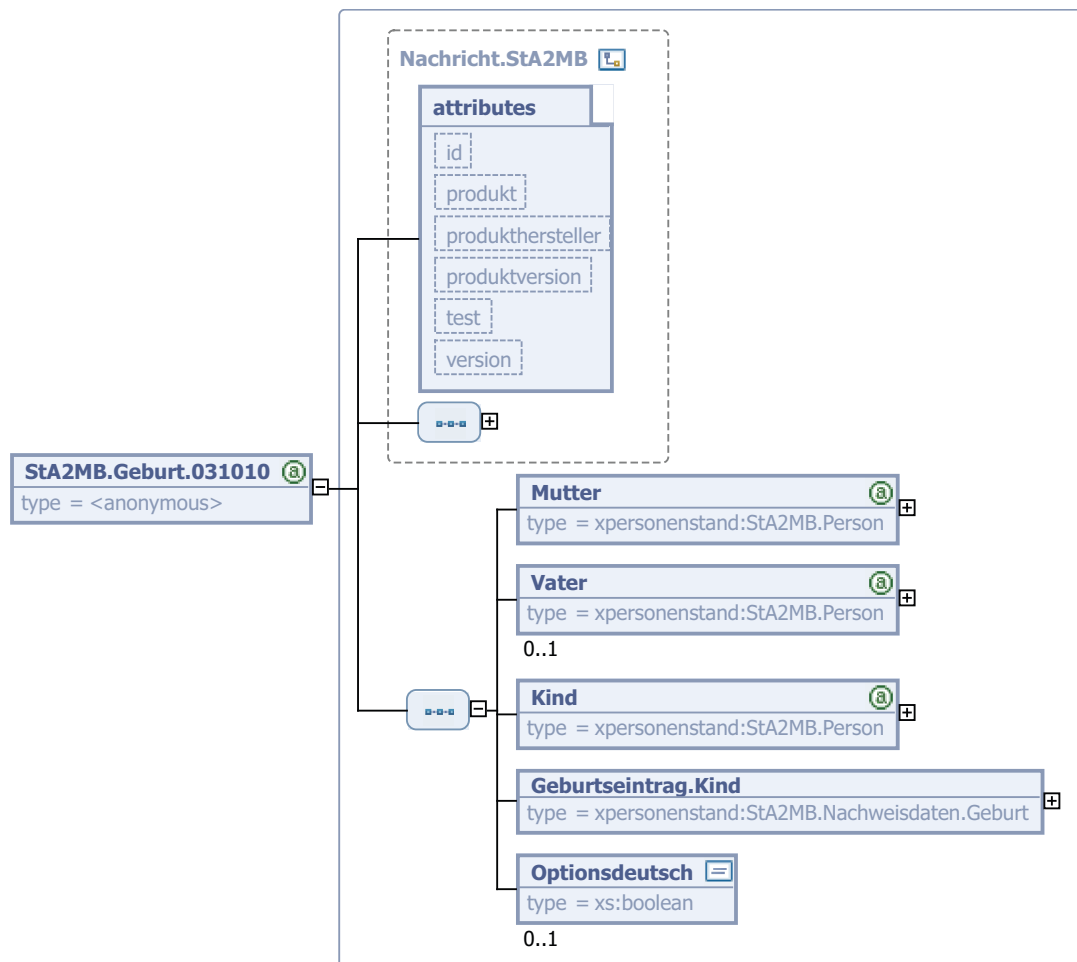 Nachricht.StA2MB
attributes
id
produkt
produkthersteller
produktversion
test
version
StA2MB.Geburt.031010
type = <anonymous>
Mutter
type = xpersonenstand:StA2MB.Person
Vater
type = xpersonenstand:StA2MB.Person
0..1
Kind
type = xpersonenstand:StA2MB.Person
Geburtseintrag.Kind
type = xpersonenstand:StA2MB.Nachweisdaten.Geburt
Optionsdeutsch
type = xs:boolean
0..1